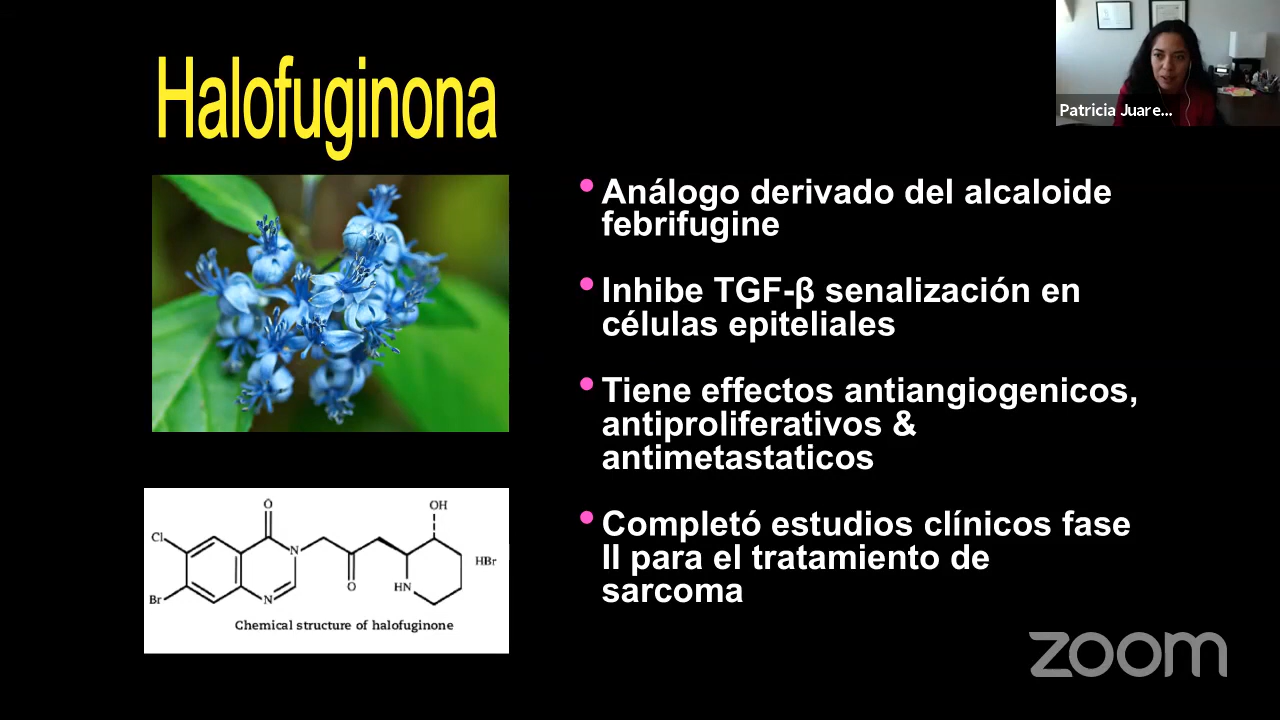 Halofuginona
Patricia Juare...
Análogo derivado del alcaloide
febrifugine
Inhibe TGF-β senalización en
células epiteliales
Tiene effectos antiangiogenicos,
antiproliferativos &
antimetastaticos
Completó estudios clínicos fase
II para el tratamiento de
sarcoma
O
OH
Cl
N
HBr
O
HN
Br
N
Chemical structure of halofuginone
zoom